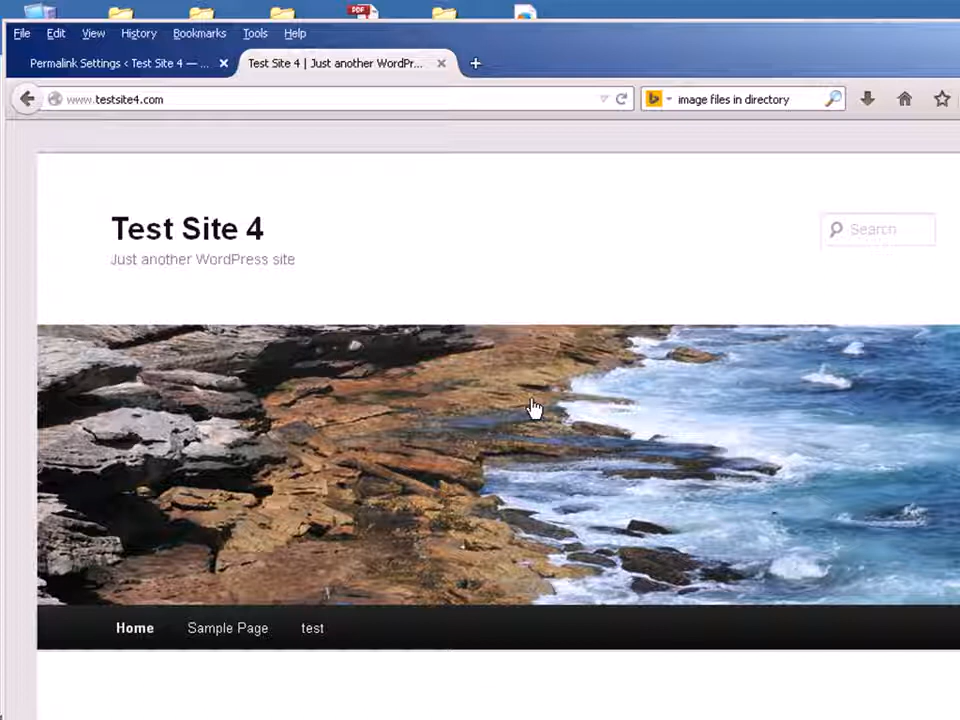 PDF
File Edit View History Bookmarks Tools Help
Permalink Settings ‹ Test Site 4 — ... Test Site 4 | Just another WordPr...
www.testsite4.com image files in directory
Test Site 4
Search
Just another WordPress site
Home Sample Page test